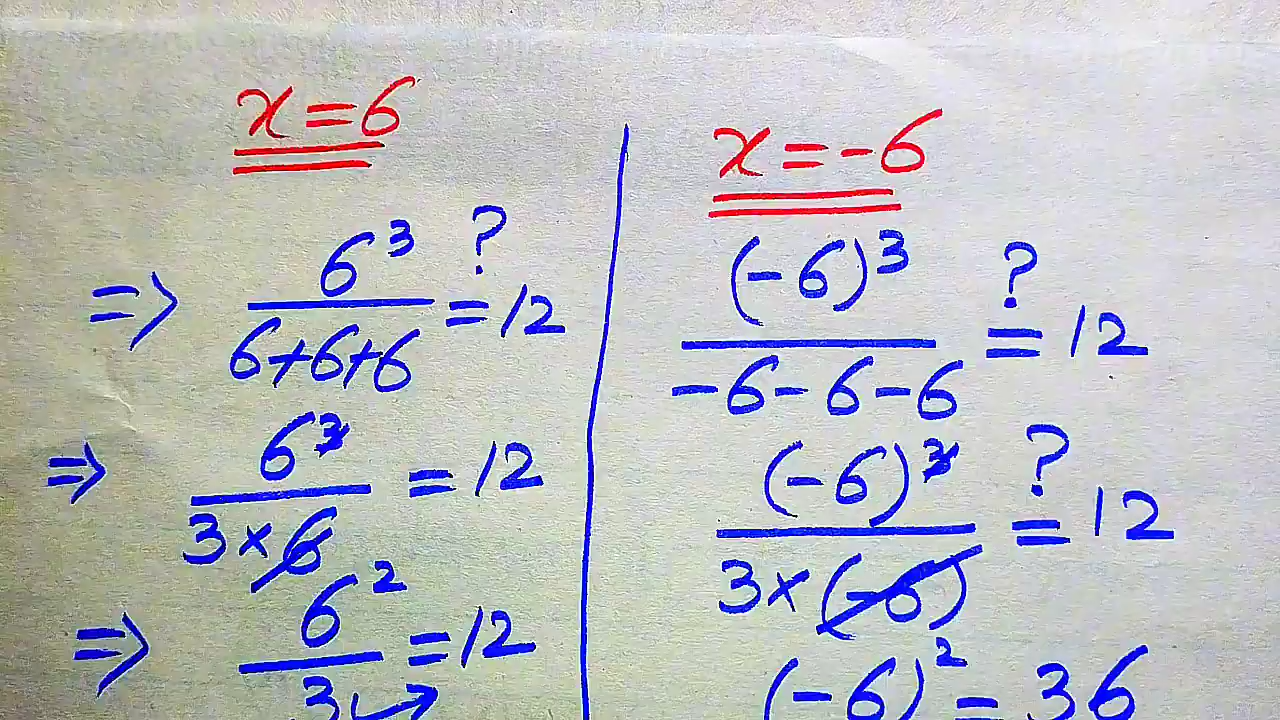 x=6
⇒ 6³/(6+6+6) ?= 12
⇒ 6³/(3×6) = 12
⇒ 6²/3 = 12
x=-6
(-6)³/(-6-6-6) ?= 12
(-6)³/(3×(-6)) ?= 12
(-6)² = 36